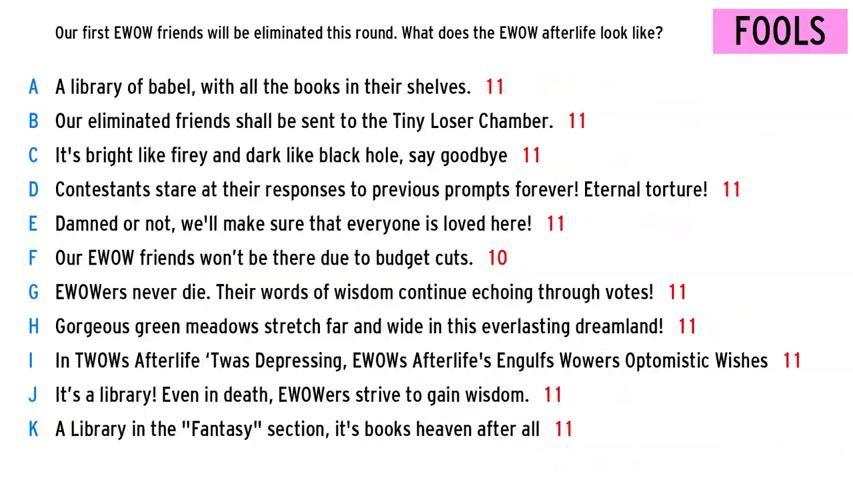 Our first EWOW friends will be eliminated this round. What does the EWOW afterlife look like?
FOOLS
A A library of babel, with all the books in their shelves. 11
B Our eliminated friends shall be sent to the Tiny Loser Chamber. 11
C It's bright like firey and dark like black hole, say goodbye 11
D Contestants stare at their responses to previous prompts forever! Eternal torture! 11
E Damned or not, we'll make sure that everyone is loved here! 11
F Our EWOW friends won’t be there due to budget cuts. 10
G EWOWers never die. Their words of wisdom continue echoing through votes! 11
H Gorgeous green meadows stretch far and wide in this everlasting dreamland! 11
I In TWOWs Afterlife ‘Twas Depressing, EWOWs Afterlife's Engulfs Wowers Optomistic Wishes 11
J It’s a library! Even in death, EWOWers strive to gain wisdom. 11
K A Library in the "Fantasy" section, it's books heaven after all 11